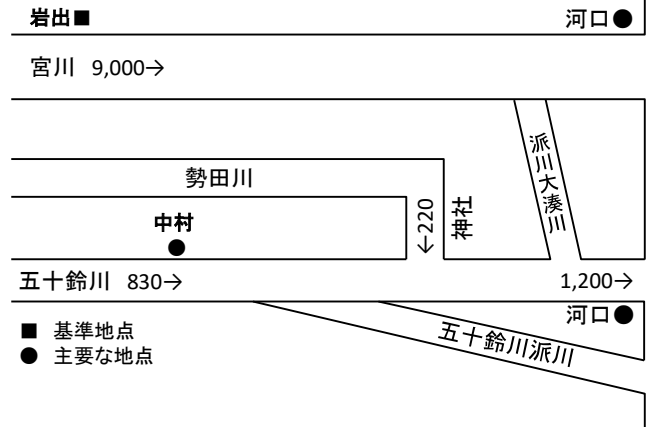 岩出■
河口●
宮川 9,000→
派川大湊川
勢田川
←220
神社
中村
●
五十鈴川 830→
1,200→
河口●
五十鈴川派川
■ 基準地点
● 主要な地点